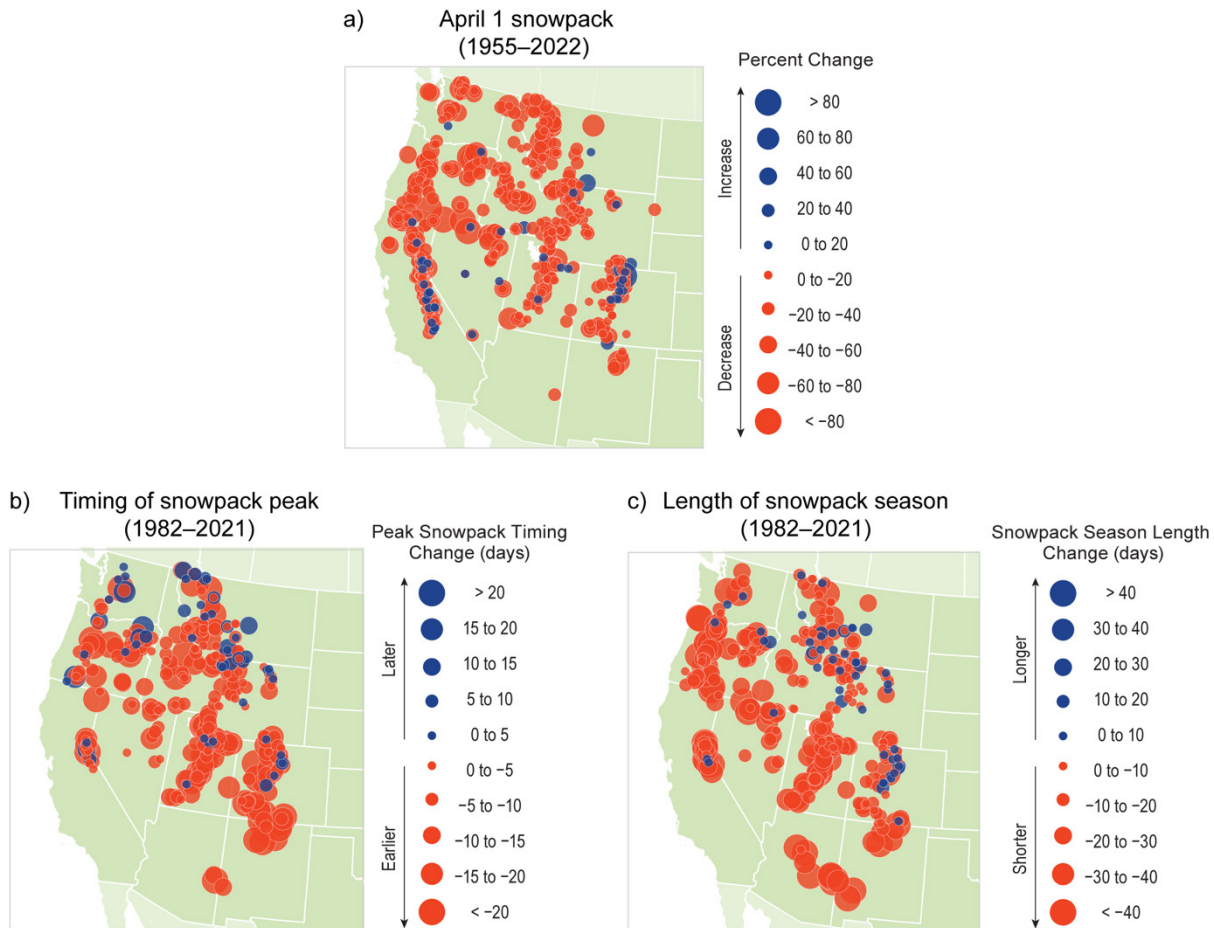 a) April 1 snowpack
(1955–2022)
Percent Change
Increase
> 80
60 to 80
40 to 60
20 to 40
0 to 20
Decrease
0 to −20
−20 to −40
−40 to −60
−60 to −80
< −80
b) Timing of snowpack peak
(1982–2021)
Peak Snowpack Timing
Change (days)
Later
> 20
15 to 20
10 to 15
5 to 10
0 to 5
Earlier
0 to −5
−5 to −10
−10 to −15
−15 to −20
< −20
c) Length of snowpack season
(1982–2021)
Snowpack Season Length
Change (days)
Longer
> 40
30 to 40
20 to 30
10 to 20
0 to 10
Shorter
0 to −10
−10 to −20
−20 to −30
−30 to −40
< −40